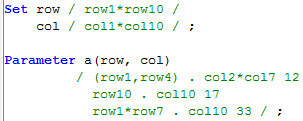 Set row / row1*row10 /
    col / col1*col10 / ;
Parameter a(row, col)
          / (row1,row4) . col2*col7 12
            row10 . col10 17
            row1*row7 . col10 33 / ;